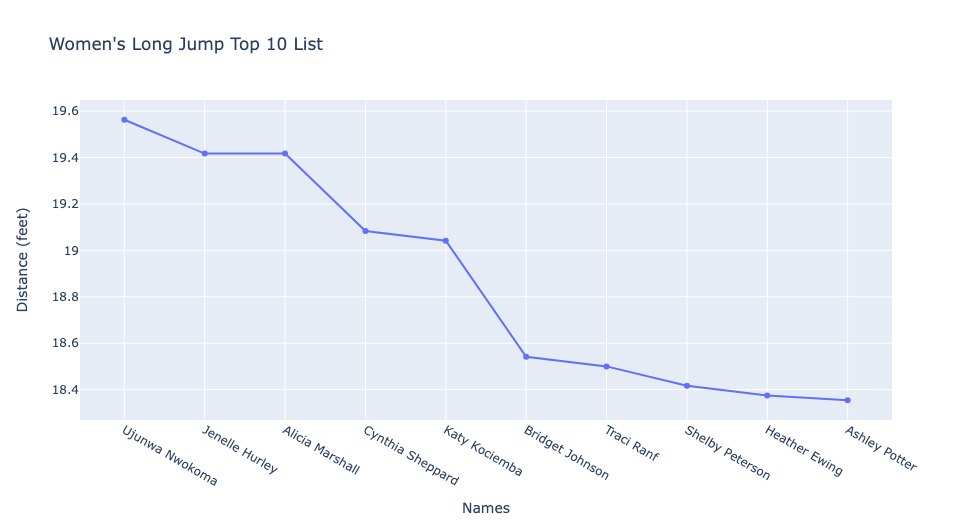 Women's Long Jump Top 10 List
19.6
19.4
19.2
19
18.8
18.6
18.4
Distance (feet)
Ujunwa Nwokoma
Jenelle Hurley
Alicia Marshall
Cynthia Sheppard
Katy Kociemba
Bridget Johnson
Traci Ranf
Shelby Peterson
Heather Ewing
Ashley Potter
Names